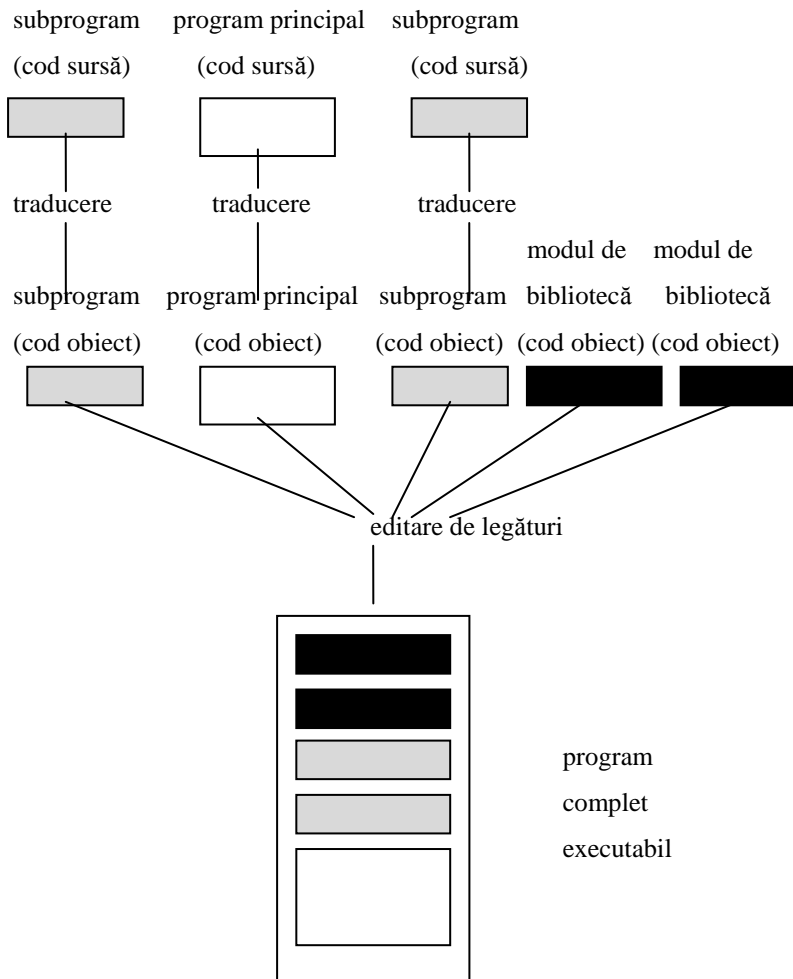 subprogram program principal subprogram
(cod sursă) (cod sursă) (cod sursă)
traducere traducere traducere
modul de modul de
subprogram program principal subprogram bibliotecă bibliotecă
(cod obiect) (cod obiect) (cod obiect) (cod obiect) (cod obiect)
editare de legături
program
complet
executabil